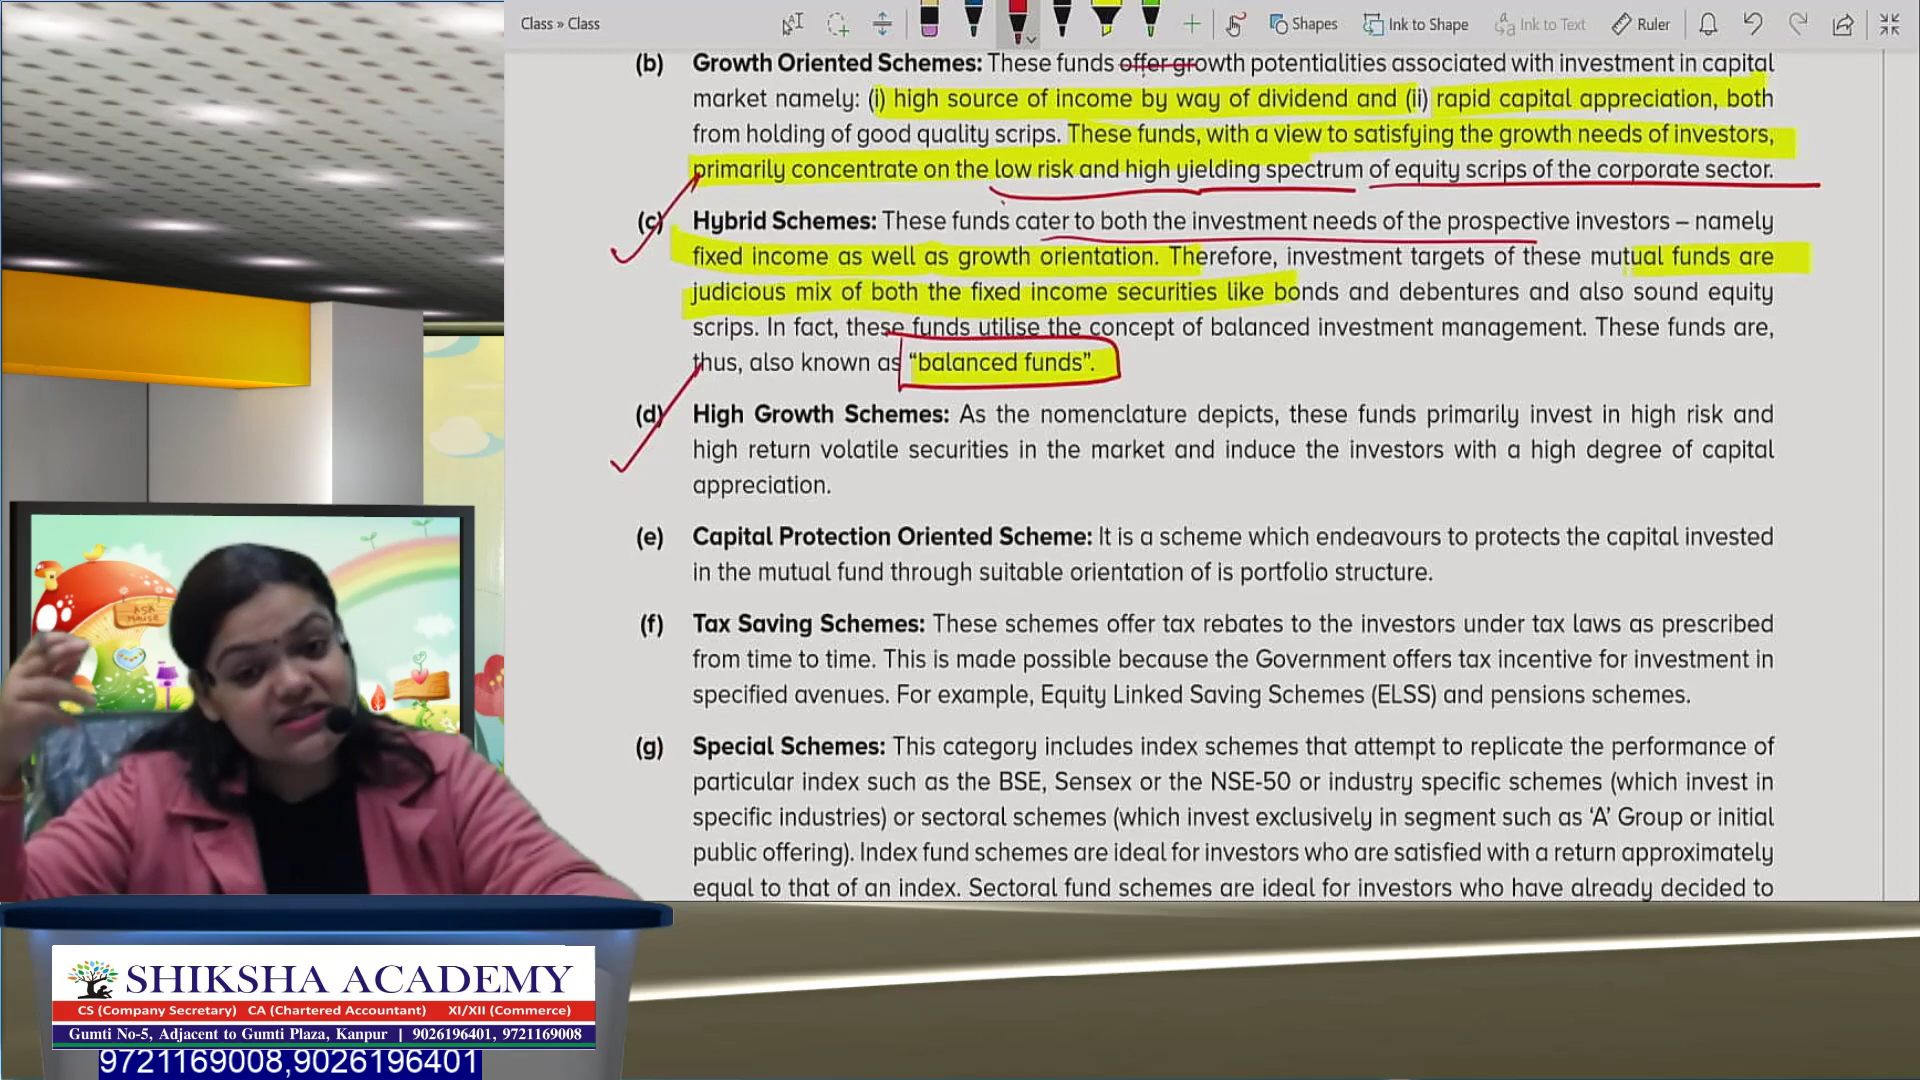 Class » Class
Shapes
Ink to Shape
Ink to Text
Ruler
(b) Growth Oriented Schemes: These funds offer growth potentialities associated with investment in capital
market namely: (i) high source of income by way of dividend and (ii) rapid capital appreciation, both
from holding of good quality scrips. These funds, with a view to satisfying the growth needs of investors,
primarily concentrate on the low risk and high yielding spectrum of equity scrips of the corporate sector.
(c) Hybrid Schemes: These funds cater to both the investment needs of the prospective investors – namely
fixed income as well as growth orientation. Therefore, investment targets of these mutual funds are
judicious mix of both the fixed income securities like bonds and debentures and also sound equity
scrips. In fact, these funds utilise the concept of balanced investment management. These funds are,
thus, also known as “balanced funds”.
(d) High Growth Schemes: As the nomenclature depicts, these funds primarily invest in high risk and
high return volatile securities in the market and induce the investors with a high degree of capital
appreciation.
(e) Capital Protection Oriented Scheme: It is a scheme which endeavours to protects the capital invested
in the mutual fund through suitable orientation of is portfolio structure.
(f) Tax Saving Schemes: These schemes offer tax rebates to the investors under tax laws as prescribed
from time to time. This is made possible because the Government offers tax incentive for investment in
specified avenues. For example, Equity Linked Saving Schemes (ELSS) and pensions schemes.
(g) Special Schemes: This category includes index schemes that attempt to replicate the performance of
particular index such as the BSE, Sensex or the NSE-50 or industry specific schemes (which invest in
specific industries) or sectoral schemes (which invest exclusively in segment such as ‘A’ Group or initial
public offering). Index fund schemes are ideal for investors who are satisfied with a return approximately
equal to that of an index. Sectoral fund schemes are ideal for investors who have already decided to
SHIKSHA ACADEMY
CS (Company Secretary) CA (Chartered Accountant) XI/XII (Commerce)
Gumti No-5, Adjacent to Gumti Plaza, Kanpur | 9026196401, 9721169008
9721169008,9026196401